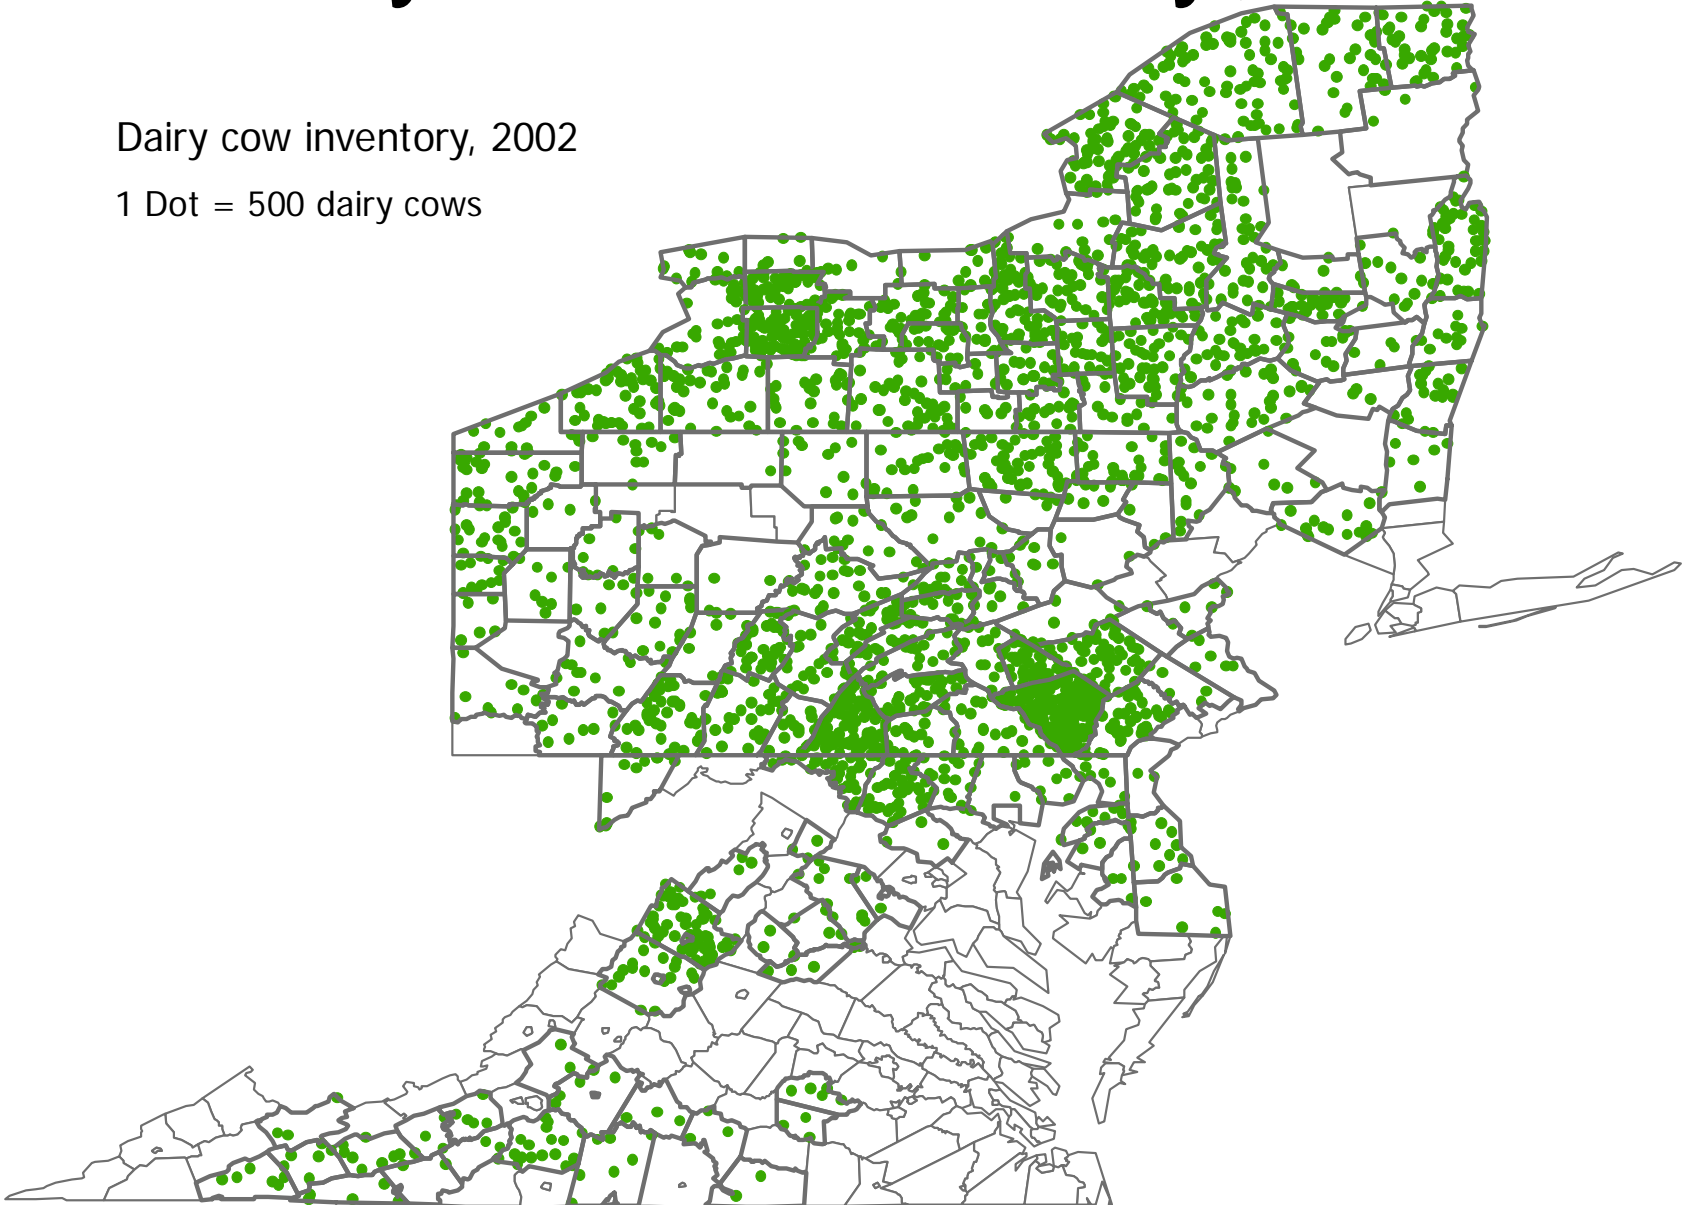 Dairy cow inventory, 2002
1 Dot = 500 dairy cows